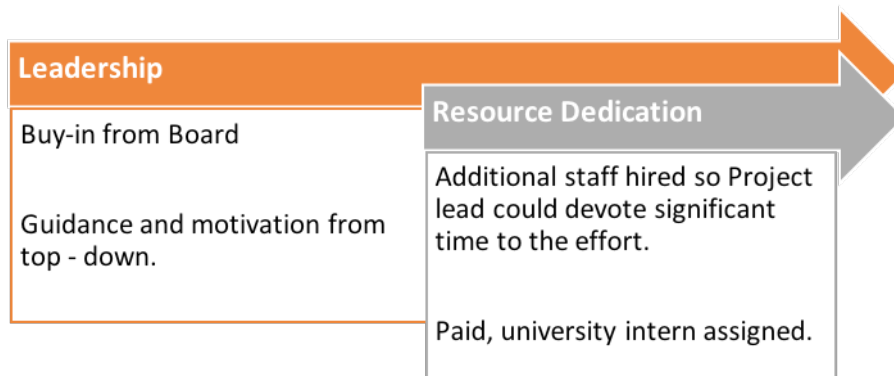 Leadership
Buy-in from Board
Guidance and motivation from
top - down.
Resource Dedication
Additional staff hired so Project
lead could devote significant
time to the effort.
Paid, university intern assigned.